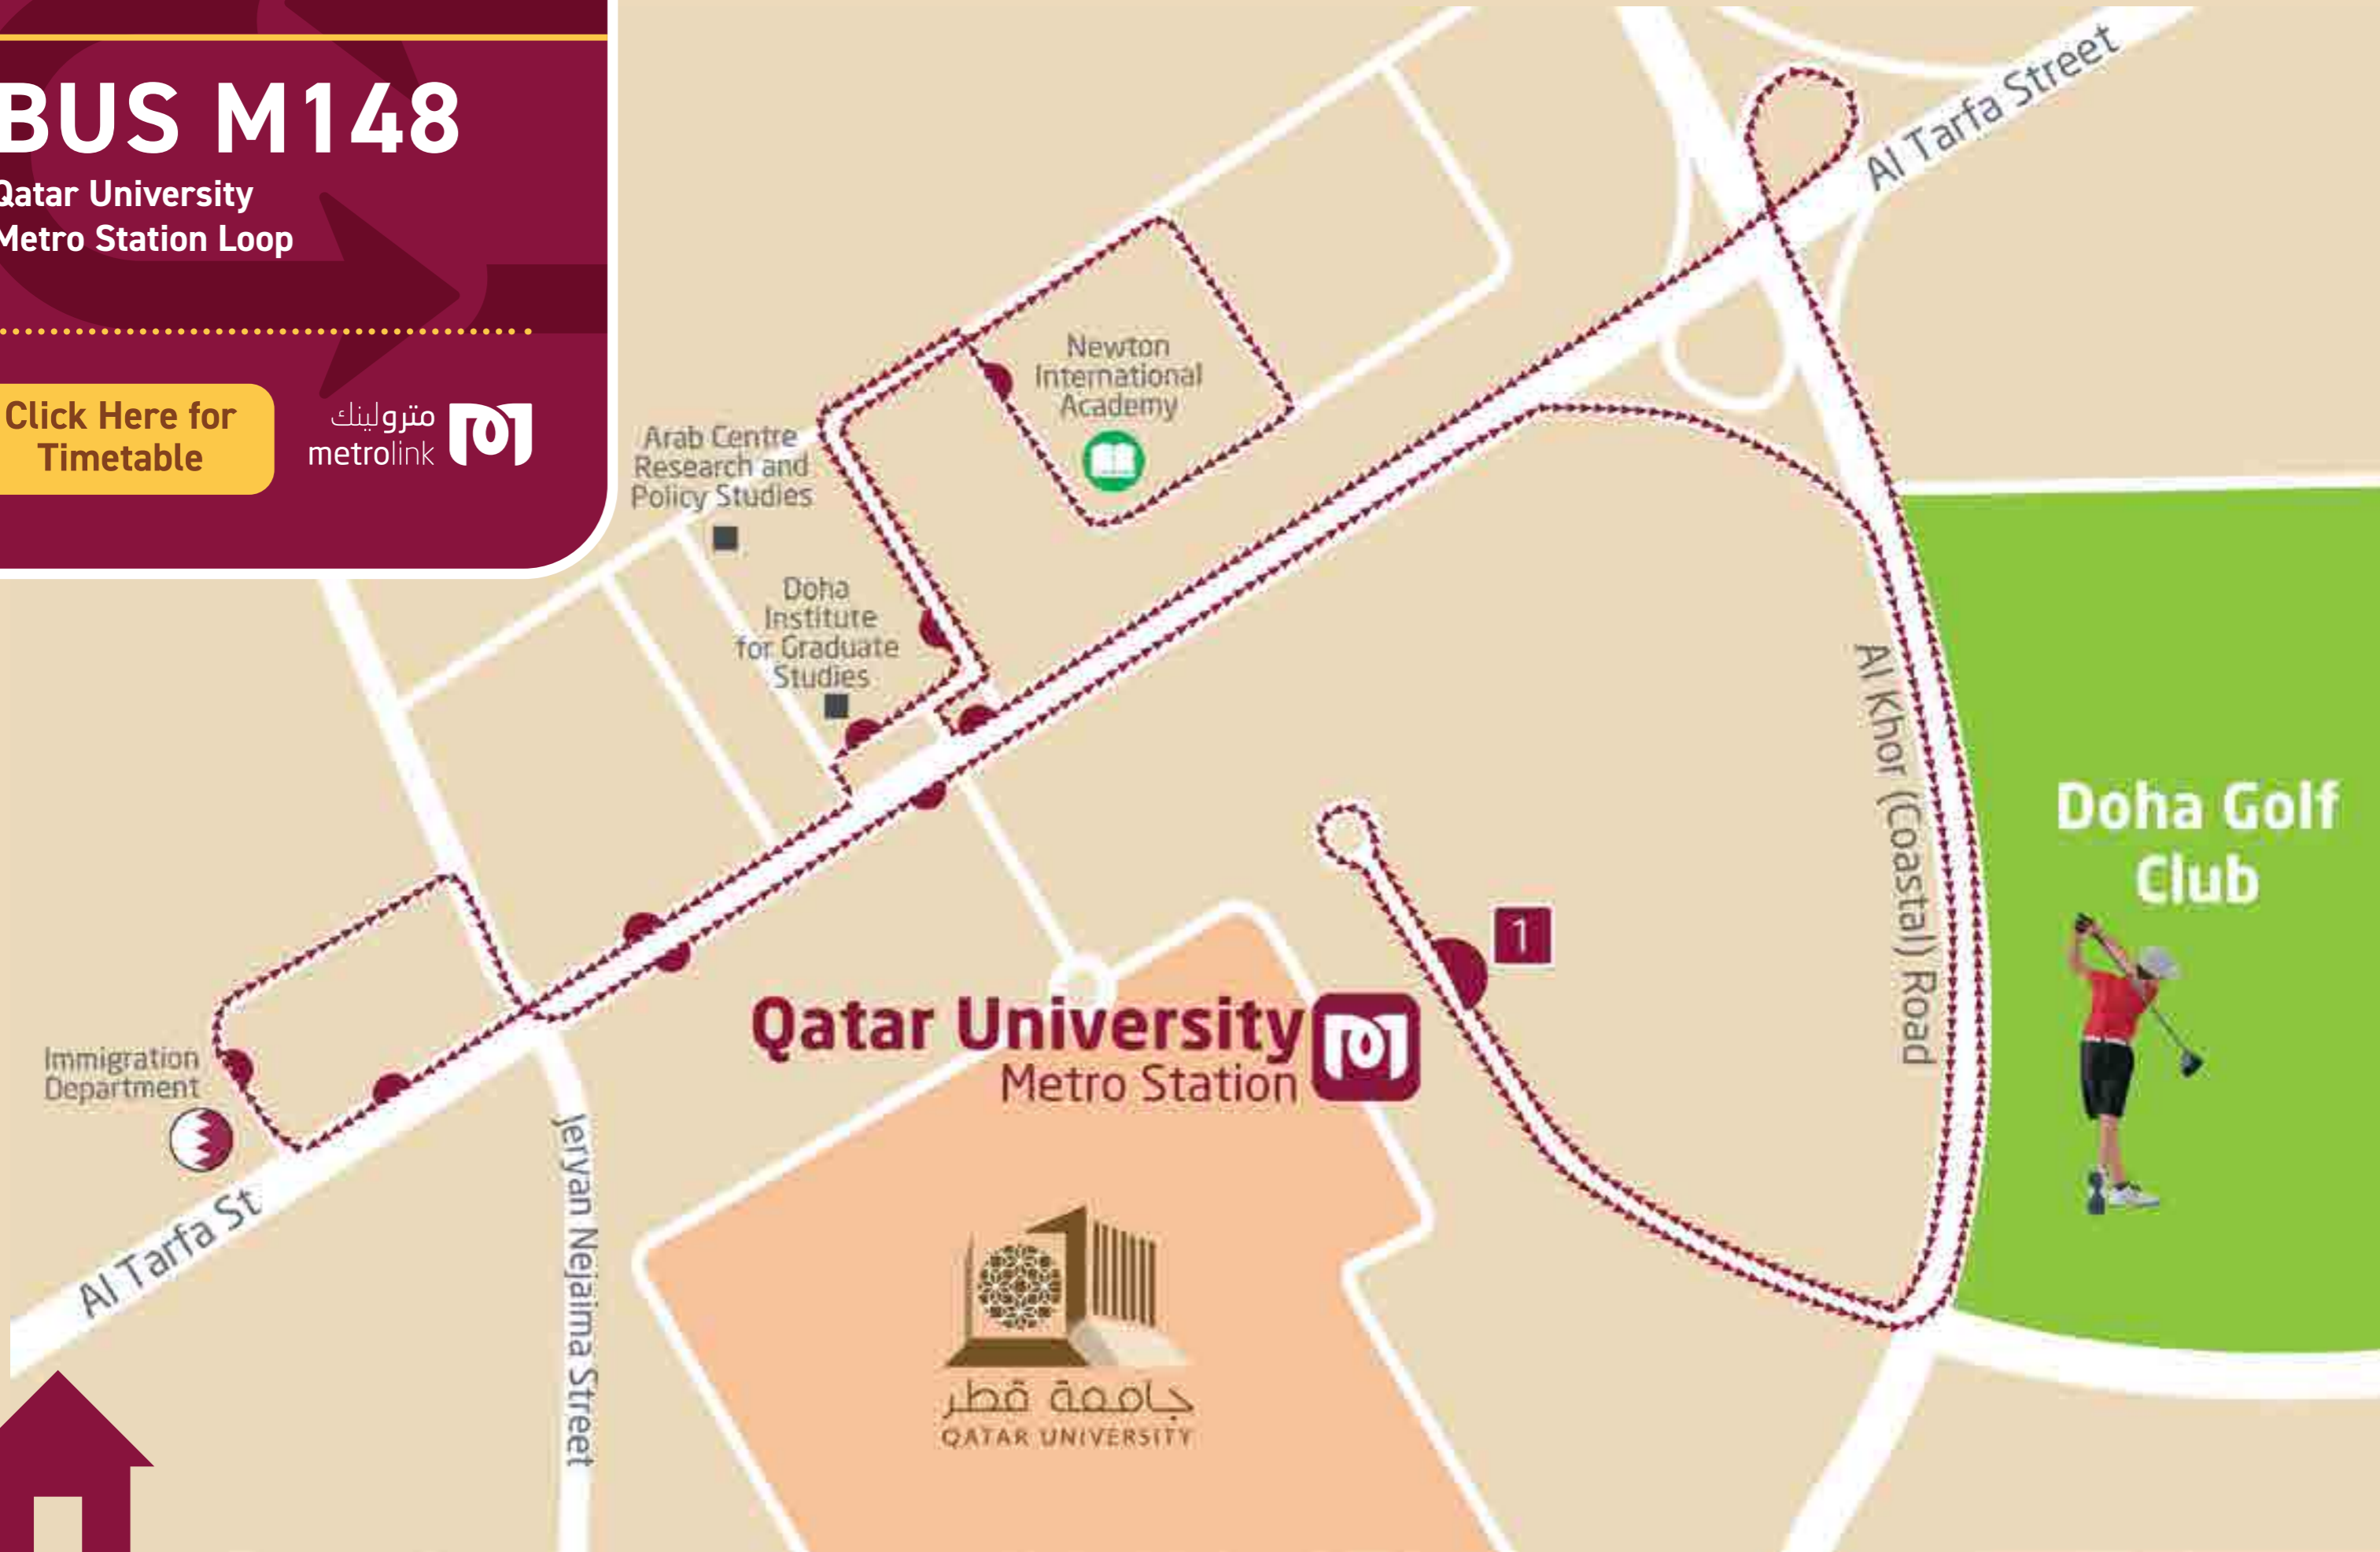 BUS M148
Qatar University
Metro Station Loop
Click Here for
Timetable
مترولينك
metrolink
Al Tarfa Street
Newton
International
Academy
Arab Centre
Research and
Policy Studies
Doha
Institute
for Graduate
Studies
Al Khor (Coastal) Road
Doha Golf
Club
1
Qatar University
Metro Station
Immigration
Department
Al Tarfa St
Jeryan Nejaima Street
جامعة قطر
QATAR UNIVERSITY